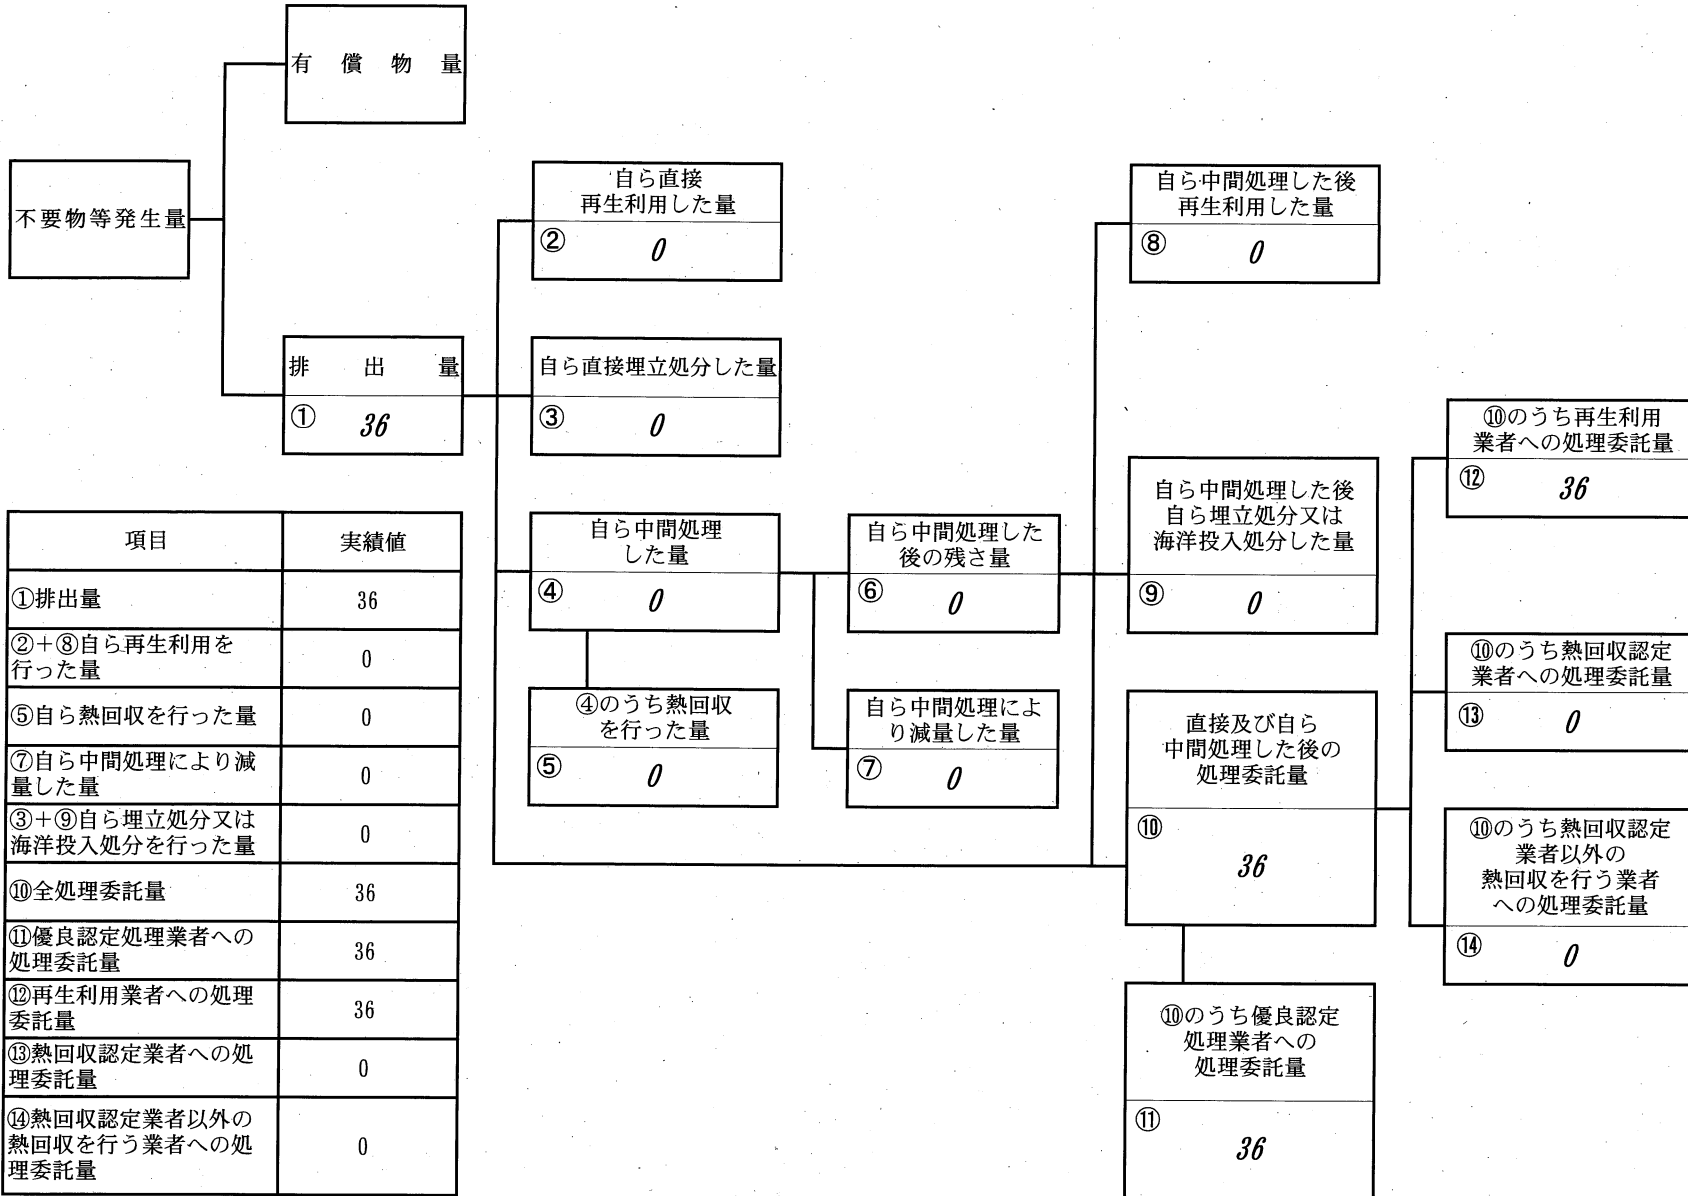 有償物量
不要物等発生量
排出量
① 36
自ら直接
再生利用した量
② 0
自ら直接埋立処分した量
③ 0
自ら中間処理
した量
④ 0
④のうち熱回収
を行った量
⑤ 0
自ら中間処理した
後の残さ量
⑥ 0
自ら中間処理によ
り減量した量
⑦ 0
自ら中間処理した後
再生利用した量
⑧ 0
自ら中間処理した後
自ら埋立処分又は
海洋投入処分した量
⑨ 0
直接及び自ら
中間処理した後の
処理委託量
⑩
36
⑩のうち優良認定
処理業者への
処理委託量
⑪
36
⑩のうち再生利用
業者への処理委託量
⑫ 36
⑩のうち熱回収認定
業者への処理委託量
⑬ 0
⑩のうち熱回収認定
業者以外の
熱回収を行う業者
への処理委託量
⑭ 0
項目 実績値
①排出量 36
②+⑧自ら再生利用を
行った量 0
⑤自ら熱回収を行った量 0
⑦自ら中間処理により減
量した量 0
③+⑨自ら埋立処分又は
海洋投入処分を行った量 0
⑩全処理委託量 36
⑪優良認定処理業者への
処理委託量 36
⑫再生利用業者への処理
委託量 36
⑬熱回収認定業者への処
理委託量 0
⑭熱回収認定業者以外の
熱回収を行う業者への処
理委託量 0